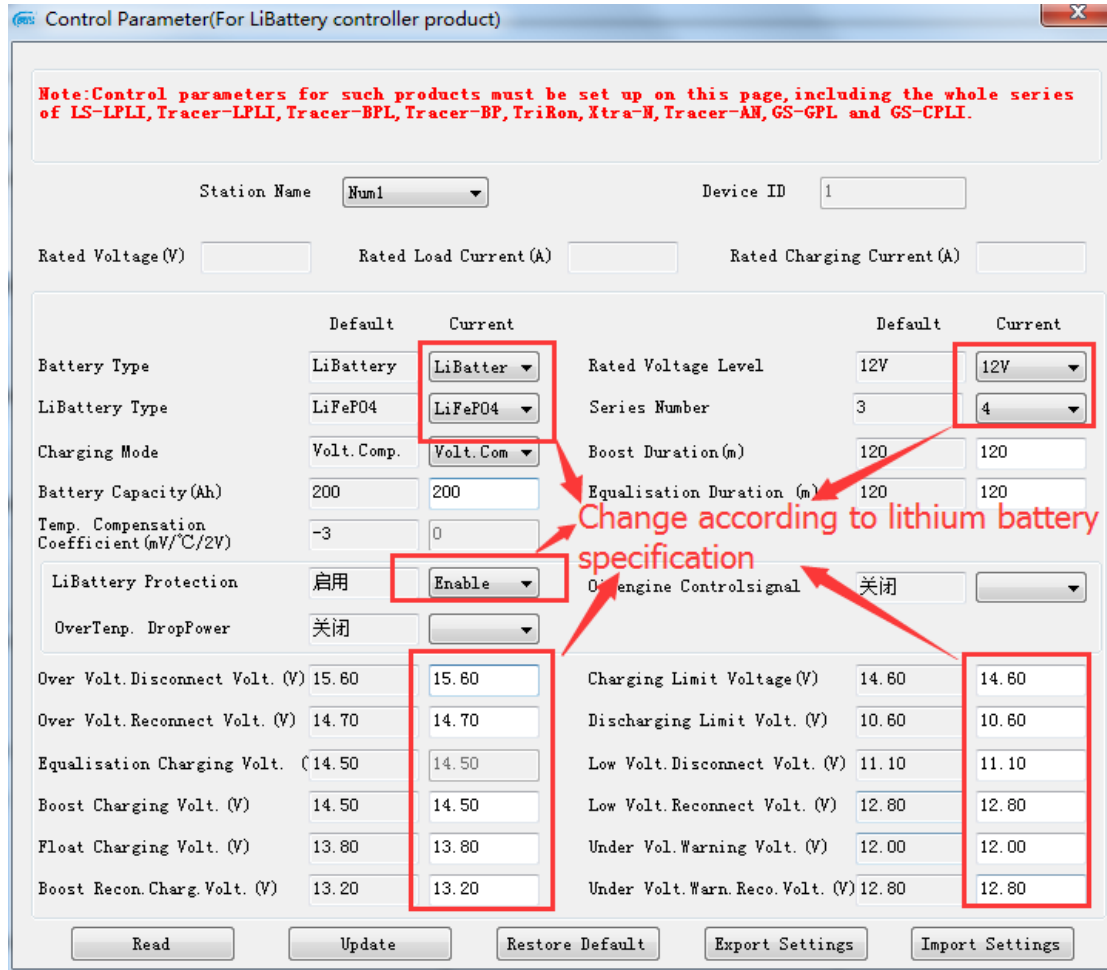 Control Parameter(For LiBattery controller product)
Note:Control parameters for such products must be set up on this page,including the whole series
of LS-LPLI,Tracer-LPLI,Tracer-BPL,Tracer-BP,TriRon,Xtra-N,Tracer-AN,GS-GPL and GS-CPLI.
Station Name Num1 Device ID 1
Rated Voltage(V) Rated Load Current(A) Rated Charging Current(A)
Default Current Default Current
Battery Type LiBattery LiBatter Rated Voltage Level 12V 12V
LiBattery Type LiFePO4 LiFePO4 Series Number 3 4
Charging Mode Volt.Comp. Volt.Com Boost Duration(m) 120 120
Battery Capacity(Ah) 200 200 Equalisation Duration (m) 120 120
Change according to lithium battery
specification
Temp. Compensation
Coefficient(mV/℃/2V) -3 0
LiBattery Protection 启用 Enable engine Controlsignal 关闭
OverTenp. DropPower 关闭
Over Volt.Disconnect Volt. (V) 15.60 15.60 Charging Limit Voltage(V) 14.60 14.60
Over Volt.Reconnect Volt. (V) 14.70 14.70 Discharging Limit Volt. (V) 10.60 10.60
Equalisation Charging Volt. ( 14.50 14.50 Low Volt.Disconnect Volt. (V) 11.10 11.10
Boost Charging Volt. (V) 14.50 14.50 Low Volt.Reconnect Volt. (V) 12.80 12.80
Float Charging Volt. (V) 13.80 13.80 Under Vol.Warning Volt. (V) 12.00 12.00
Boost Recon.Charg.Volt. (V) 13.20 13.20 Under Volt.Warn.Reco.Volt. (V) 12.80 12.80
Read Update Restore Default Export Settings Import Settings